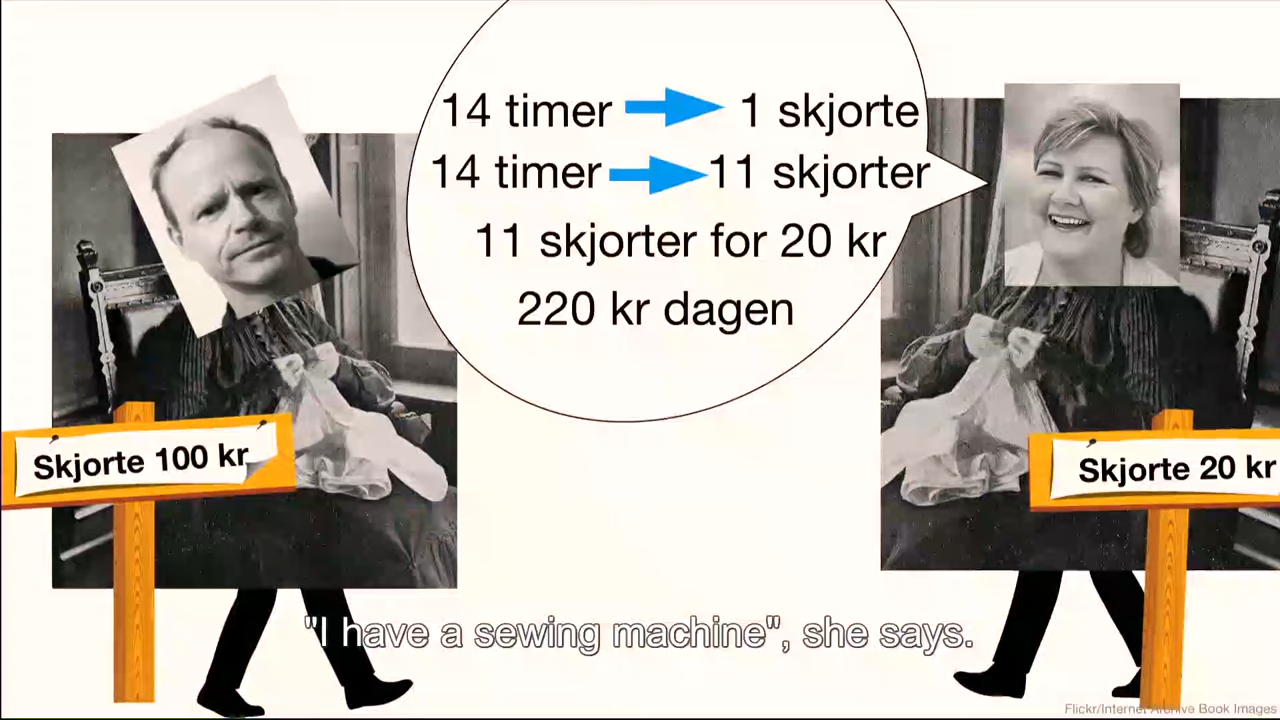 14 timer 1 skjorte
14 timer 11 skjorter
11 skjorter for 20 kr
220 kr dagen
Skjorte 100 kr
Skjorte 20 kr
"I have a sewing machine", she says.
Flickr/Internet Archive Book Images